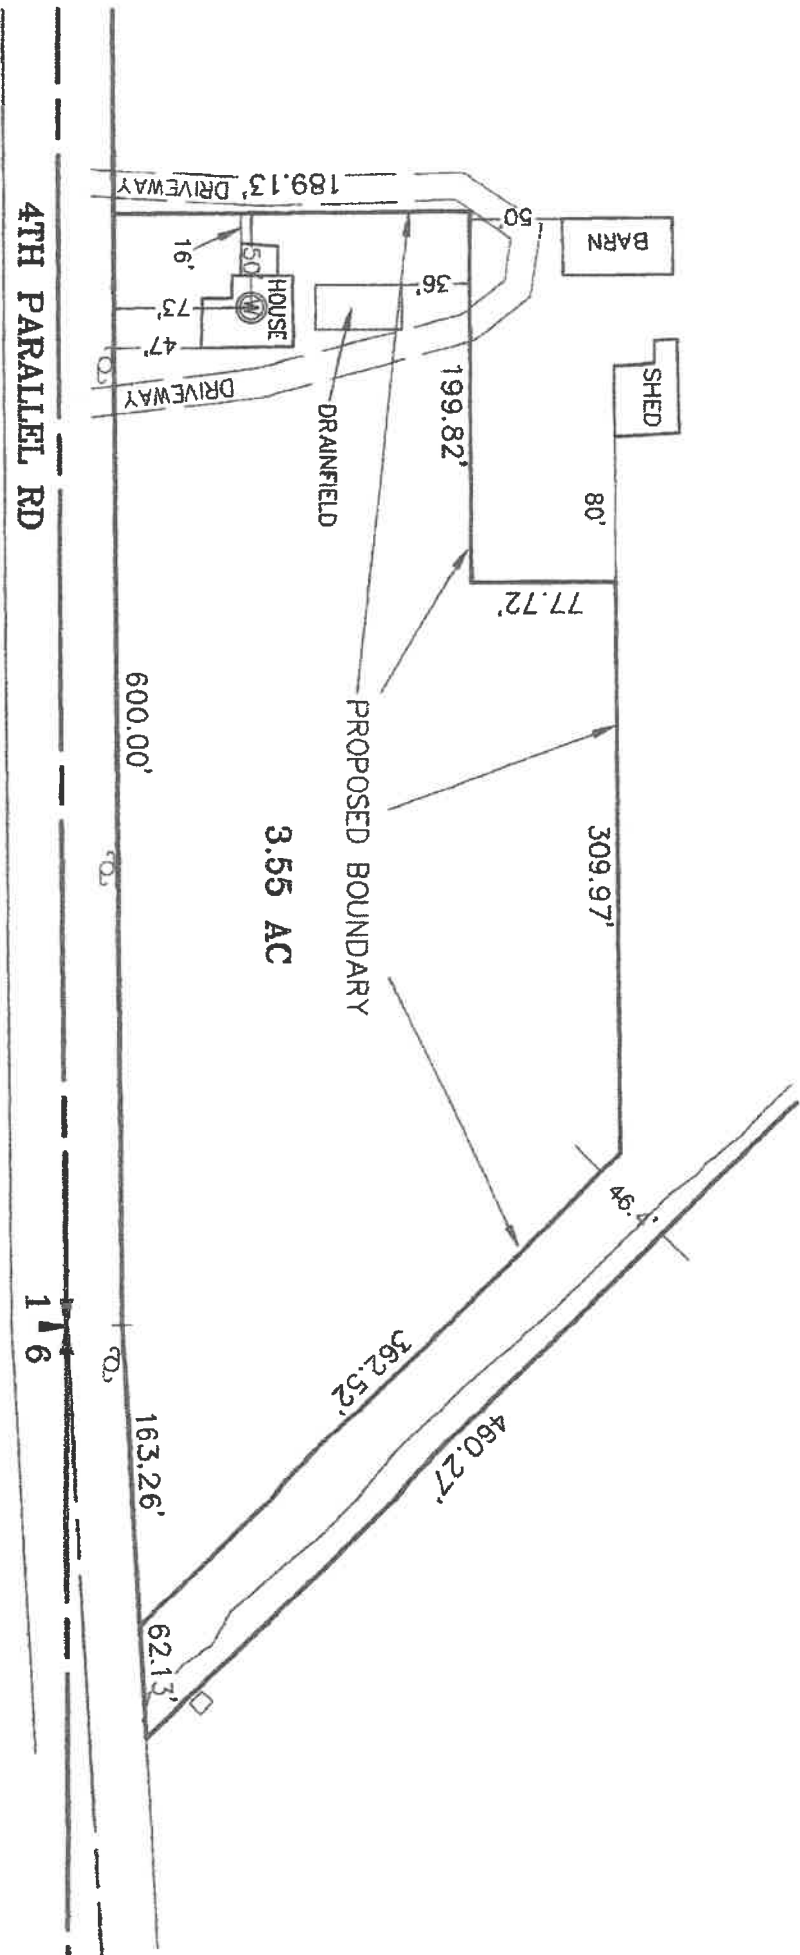 189.13' DRIVEWAY
50'
BARN
16'
50'
HOUSE
W
73'
47'
36'
DRIVEWAY
DRAINFIELD
199.82'
SHED
80'
77.72'
4TH PARALLEL RD
600.00'
PROPOSED BOUNDARY
3.55 AC
309.97'
46.4'
1
6
362.52'
460.27'
163.26'
62.13'